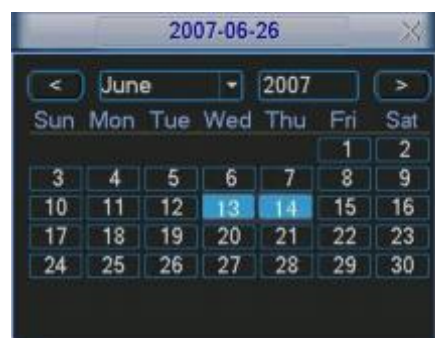 2007-06-26
< June 2007 >
Sun Mon Tue Wed Thu Fri Sat
1 2
3 4 5 6 7 8 9
10 11 12 13 14 15 16
17 18 19 20 21 22 23
24 25 26 27 28 29 30